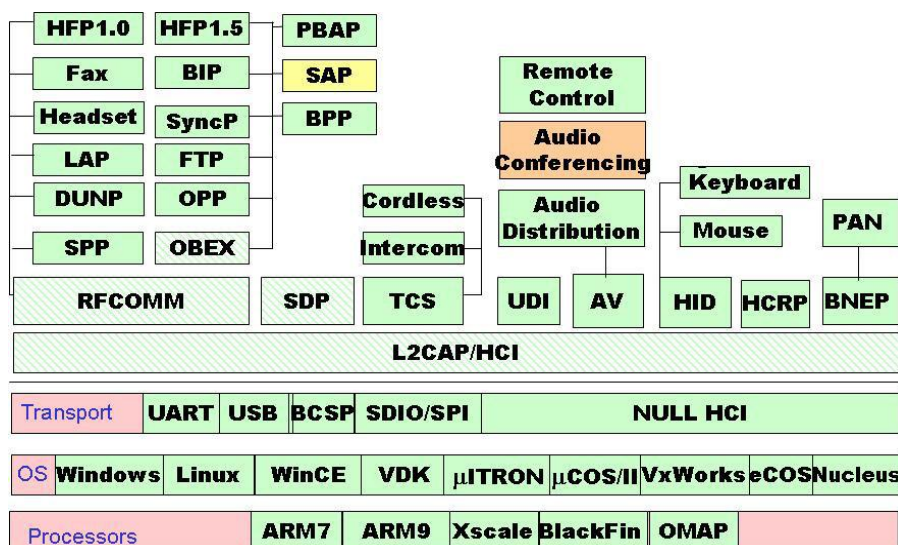 HFP1.0 HFP1.5 PBAP
Fax BIP SAP
Remote
Control
Headset SyncP BPP
Audio
Conferencing
LAP FTP
Keyboard
DUNP OPP Cordless
Audio
Distribution
Mouse PAN
SPP OBEX Intercom
RFCOMM SDP TCS UDI AV HID HCRP BNEP
L2CAP/HCI
Transport UART USB BCSP SDIO/SPI NULL HCI
OS Windows Linux WinCE VDK µITRON µCOS/II VxWorks eCOS Nucleus
Processors ARM7 ARM9 Xscale BlackFin OMAP